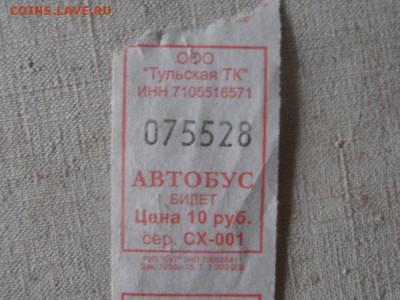 COINS.LAVE.RU
ООО
"Тульская ТК"
ИНН 7105516571
075528
АВТОБУС
БИЛЕТ
Цена 10 руб.
сер. СХ-001